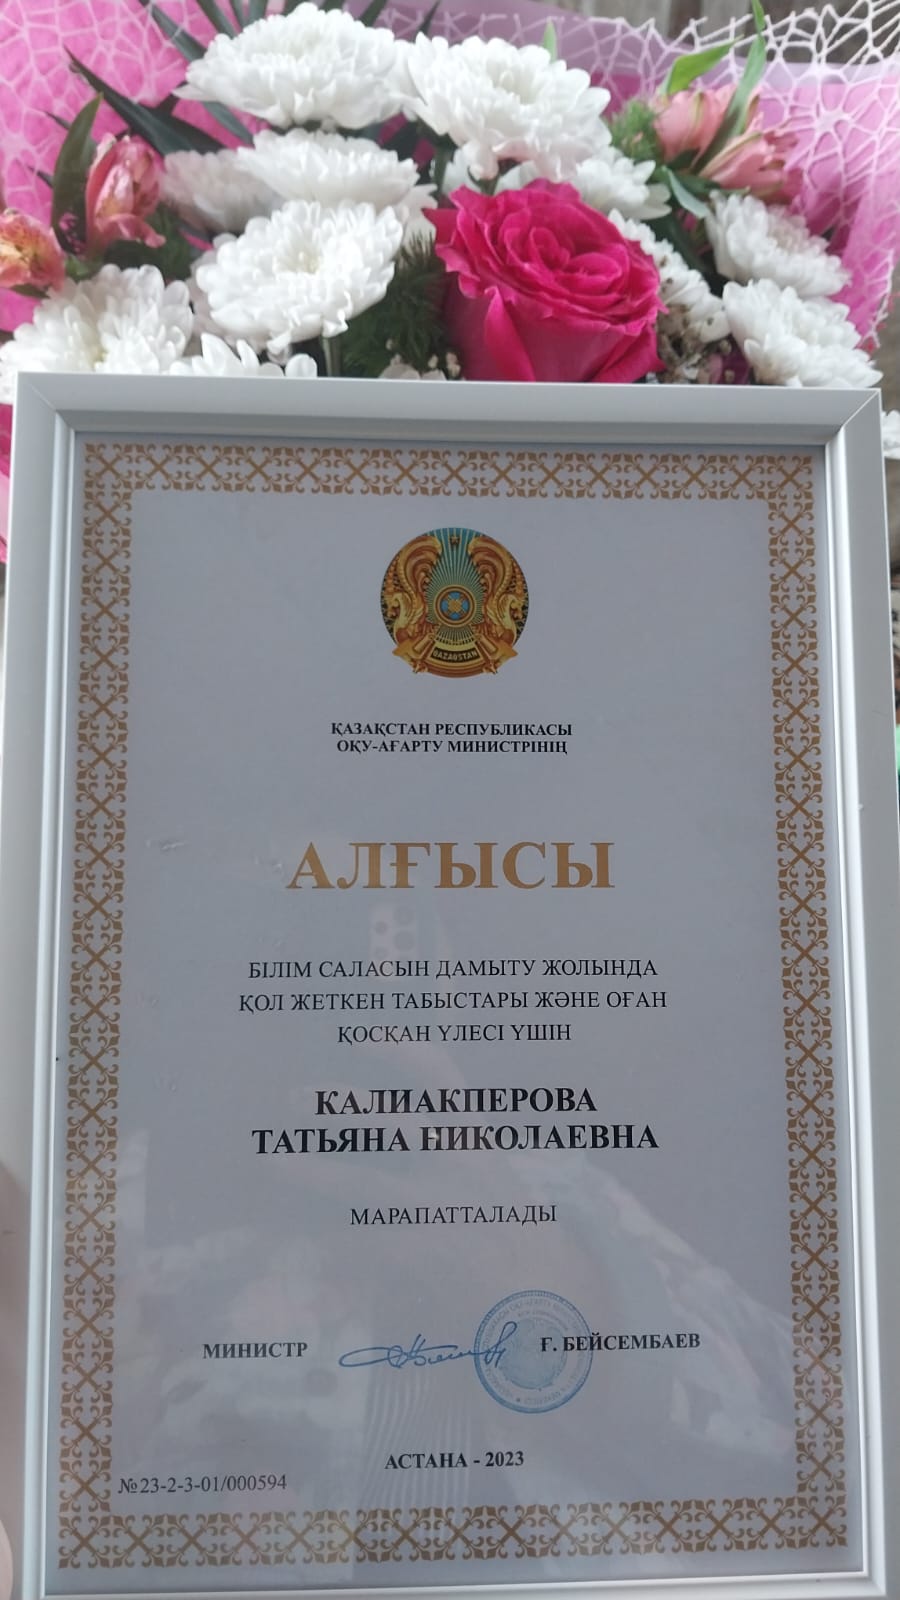 QAZAQSTAN
ҚАЗАҚСТАН РЕСПУБЛИКАСЫ
ОҚУ-АҒАРТУ МИНИСТРІНІҢ
АЛҒЫСЫ
БІЛІМ САЛАСЫН ДАМЫТУ ЖОЛЫНДА
ҚОЛ ЖЕТКЕН ТАБЫСТАРЫ ЖӘНЕ ОҒАН
ҚОСҚАН ҮЛЕСІ ҮШІН
КАЛИАКПЕРОВА
ТАТЬЯНА НИКОЛАЕВНА
МАРАПАТТАЛАДЫ
МИНИСТР Ғ. БЕЙСЕМБАЕВ
АСТАНА - 2023
№23-2-3-01/000594